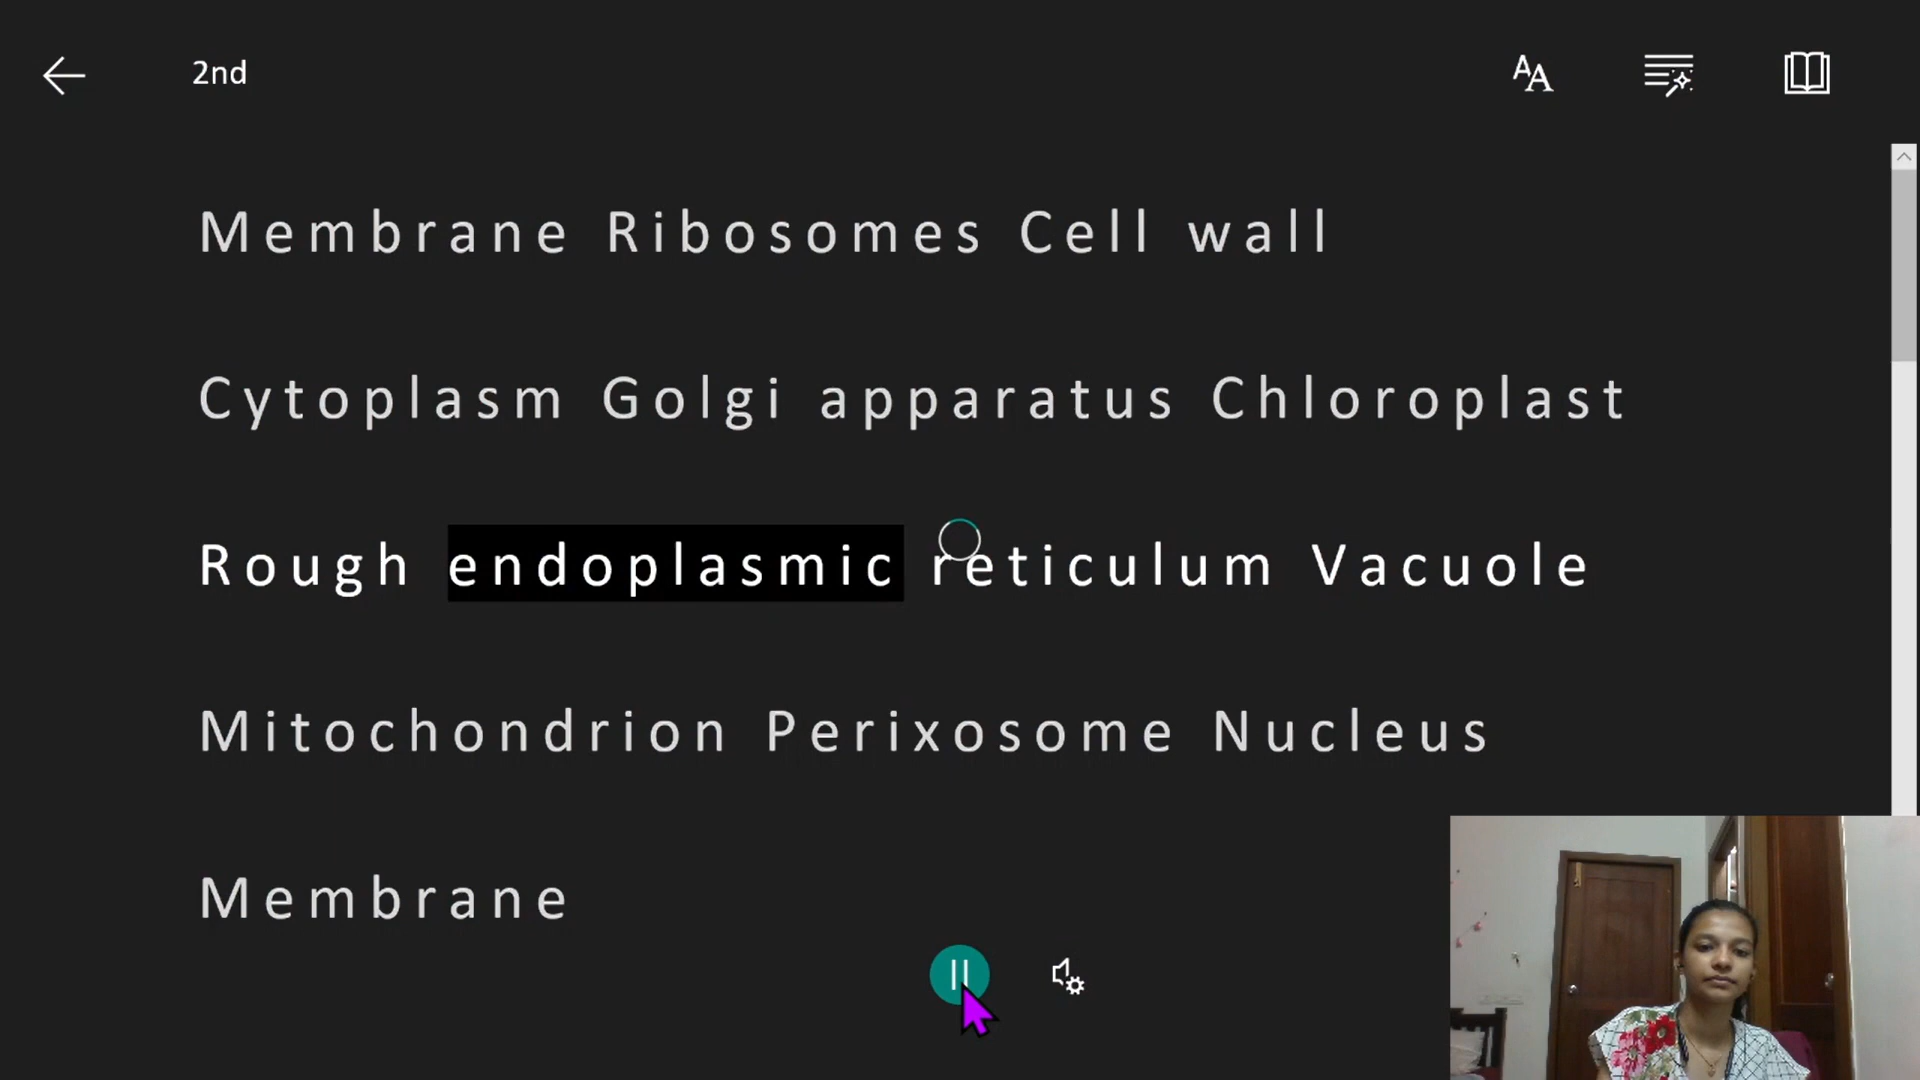 2nd
Membrane Ribosomes Cell wall
Cytoplasm Golgi apparatus Chloroplast
Rough endoplasmic reticulum Vacuole
Mitochondrion Perixosome Nucleus
Membrane